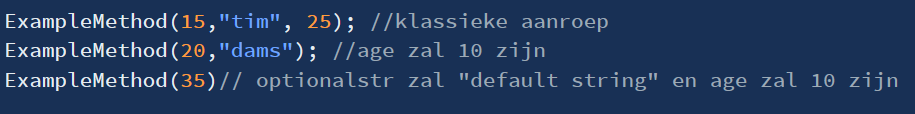 ExampleMethod(15,"tim", 25); //klassieke aanroep
ExampleMethod(20,"dams"); //age zal 10 zijn
ExampleMethod(35)// optionalstr zal "default string" en age zal 10 zijn